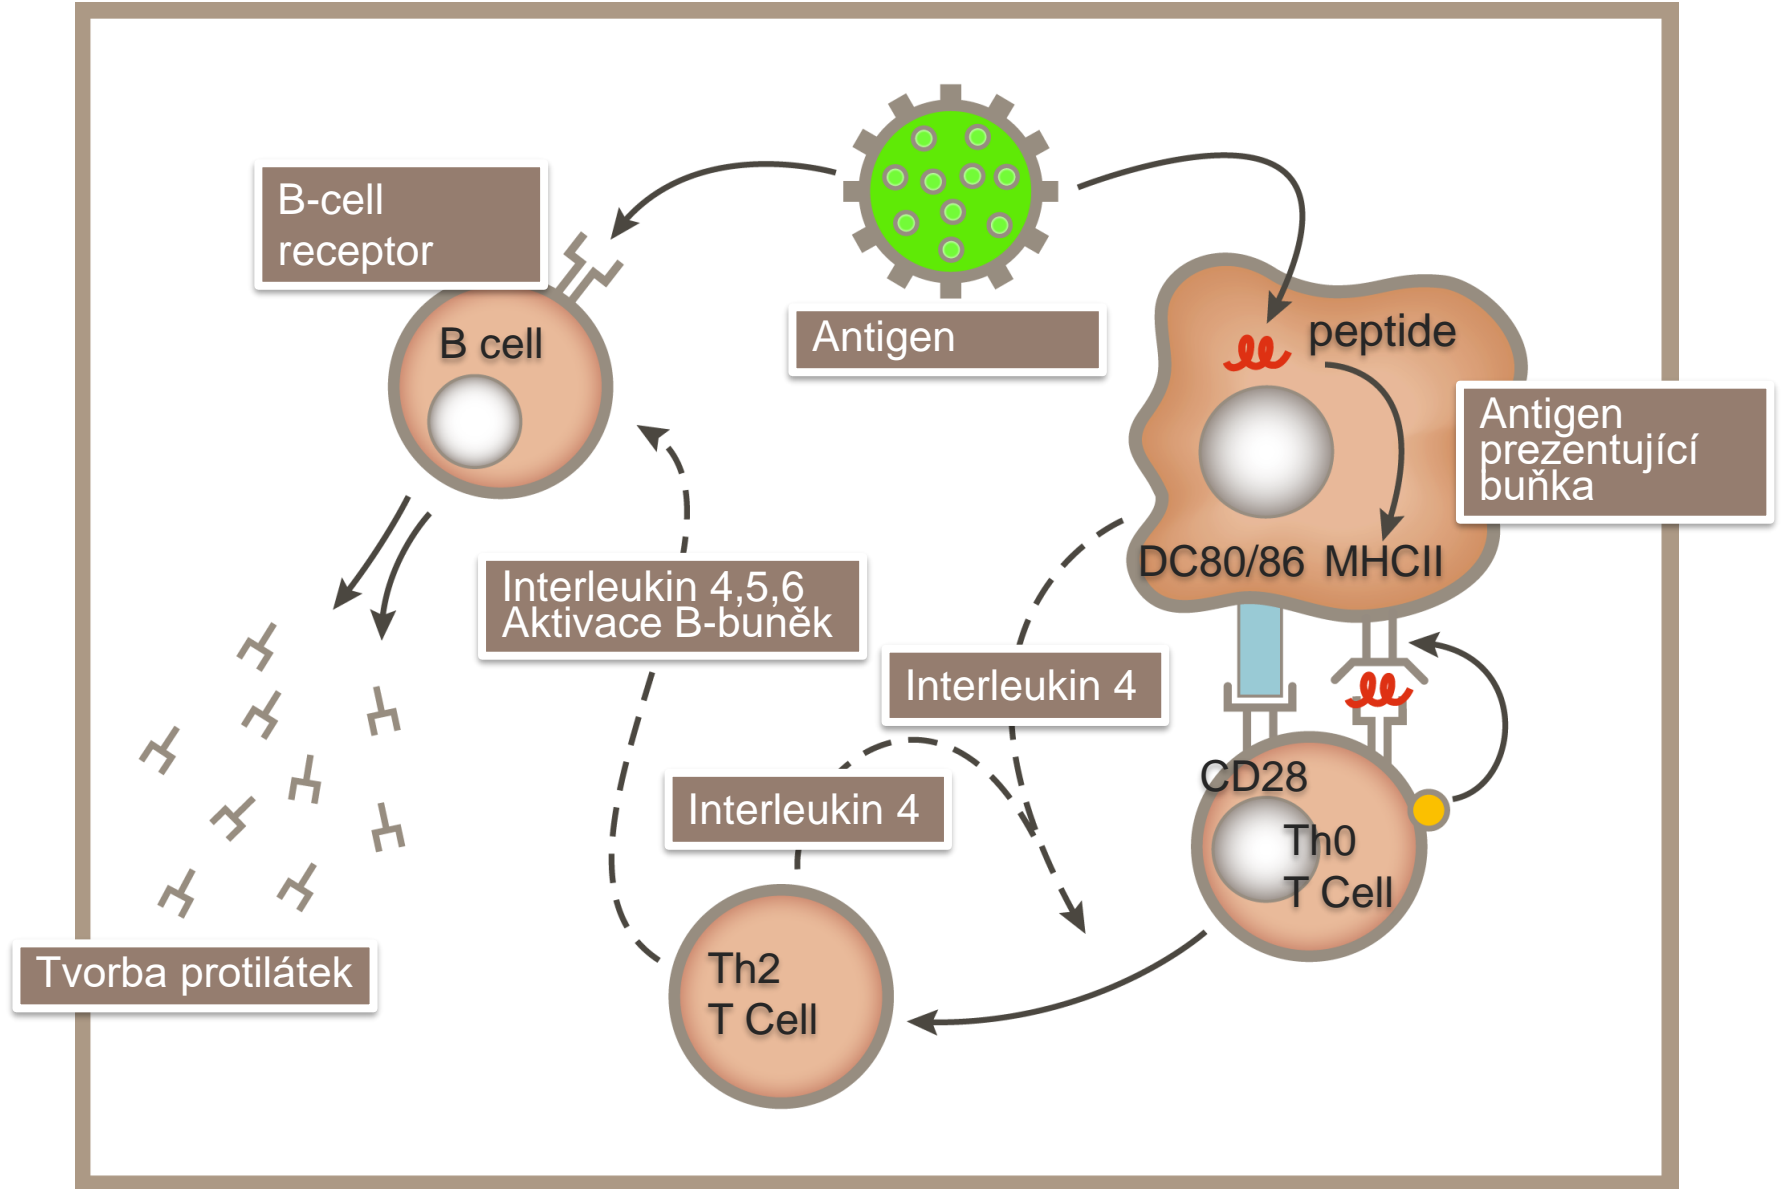 B-cell
receptor
B cell
Antigen
peptide
Antigen
prezentující
buňka
DC80/86 MHCII
Interleukin 4,5,6
Aktivace B-buněk
Interleukin 4
Interleukin 4
CD28
Th0
T Cell
Th2
T Cell
Tvorba protilátek